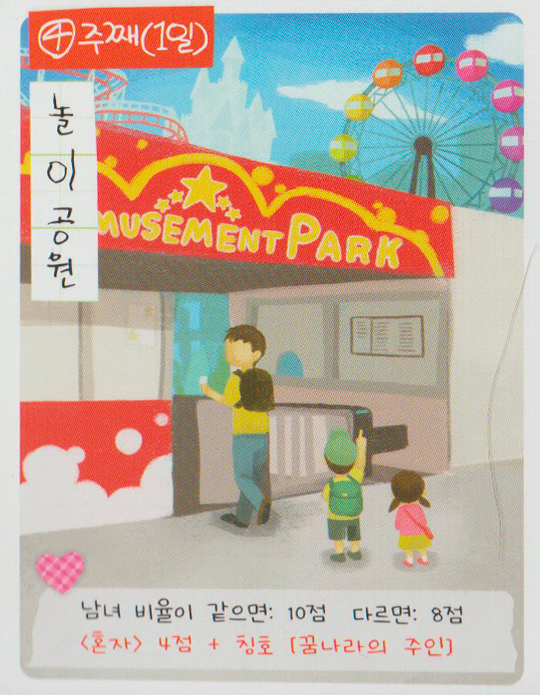 ④주째(1일)
놀이공원
MUSEMENT PARK
남녀 비율이 같으면: 10점 다르면: 8점
<혼자> 4점 + 칭호 [꿈나라의 주인]